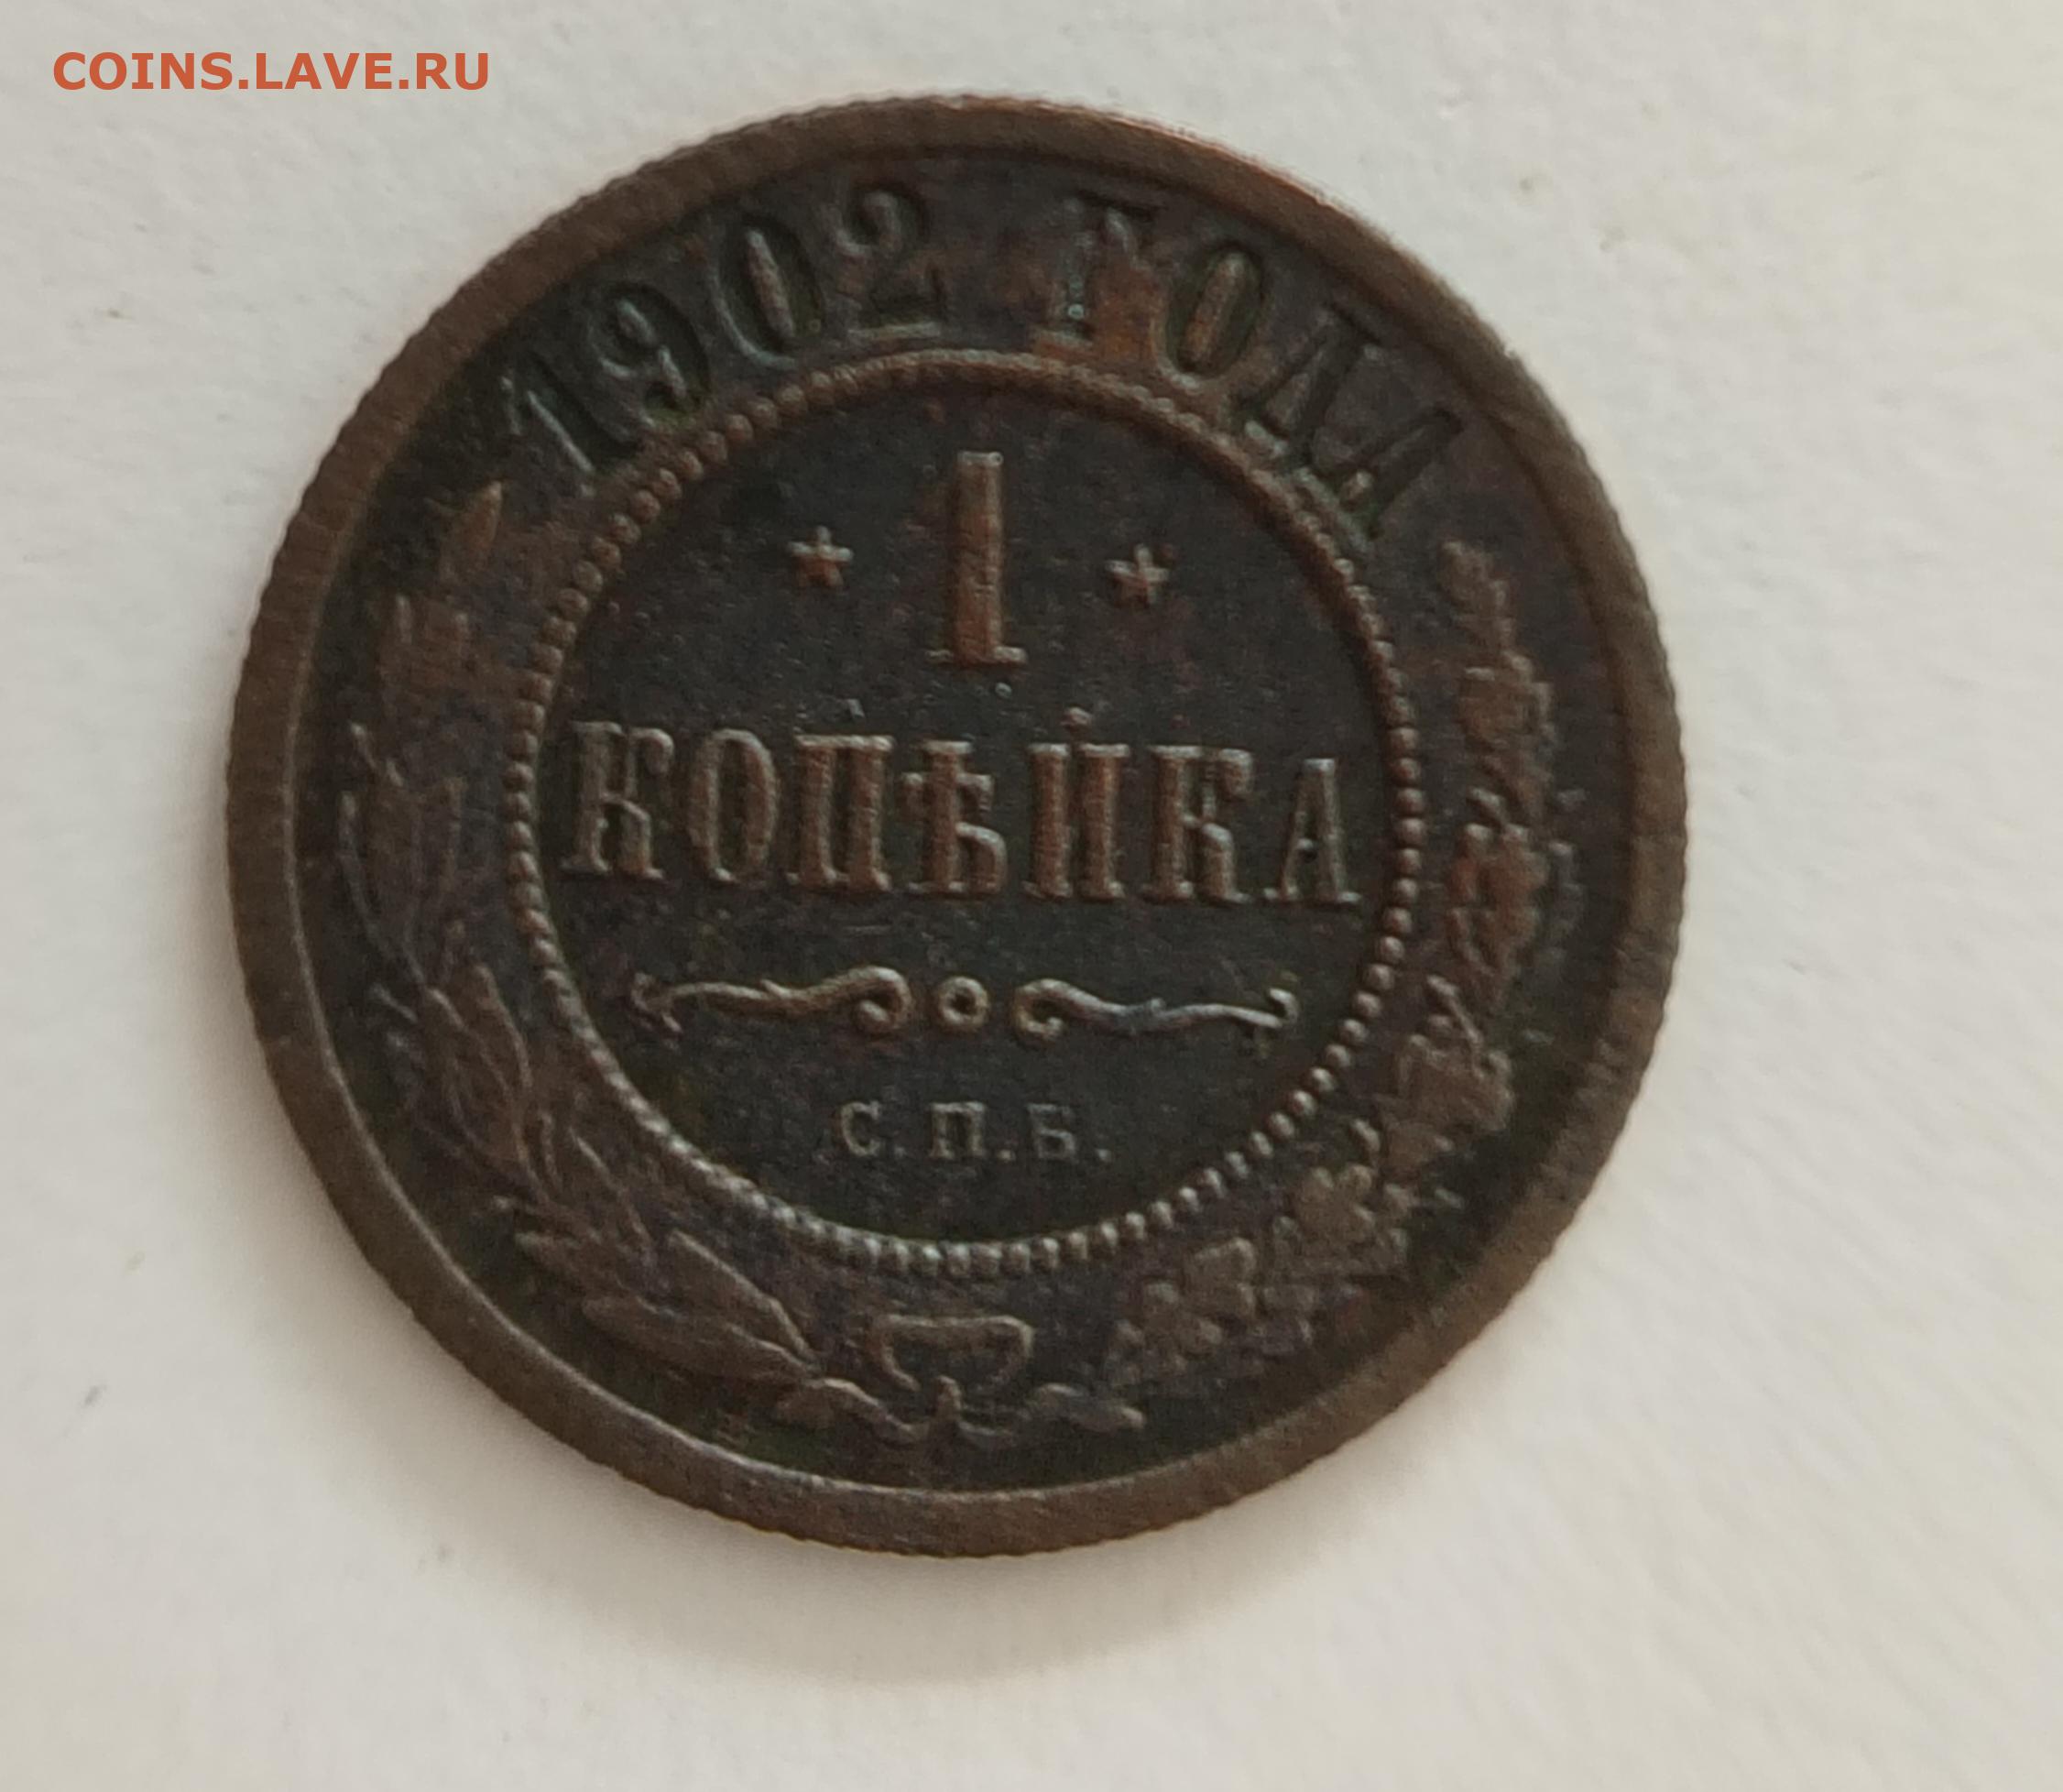 COINS.LAVE.RU
1902 ГОДА
1
КОПѢЙКА
С.П.Б.